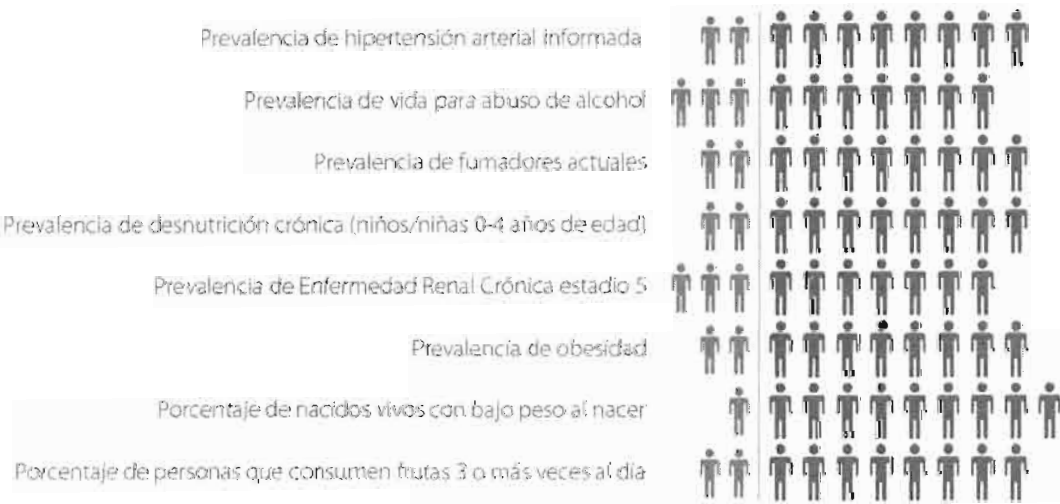 Prevalencia de hipertensión arterial informada
Prevalencia de vida para abuso de alcohol
Prevalencia de fumadores actuales
Prevalencia de desnutrición crónica (niños/niñas 0-4 años de edad)
Prevalencia de Enfermedad Renal Crónica estadio 5
Prevalencia de obesidad
Porcentaje de nacidos vivos con bajo peso al nacer
Porcentaje de personas que consumen frutas 3 o más veces al día